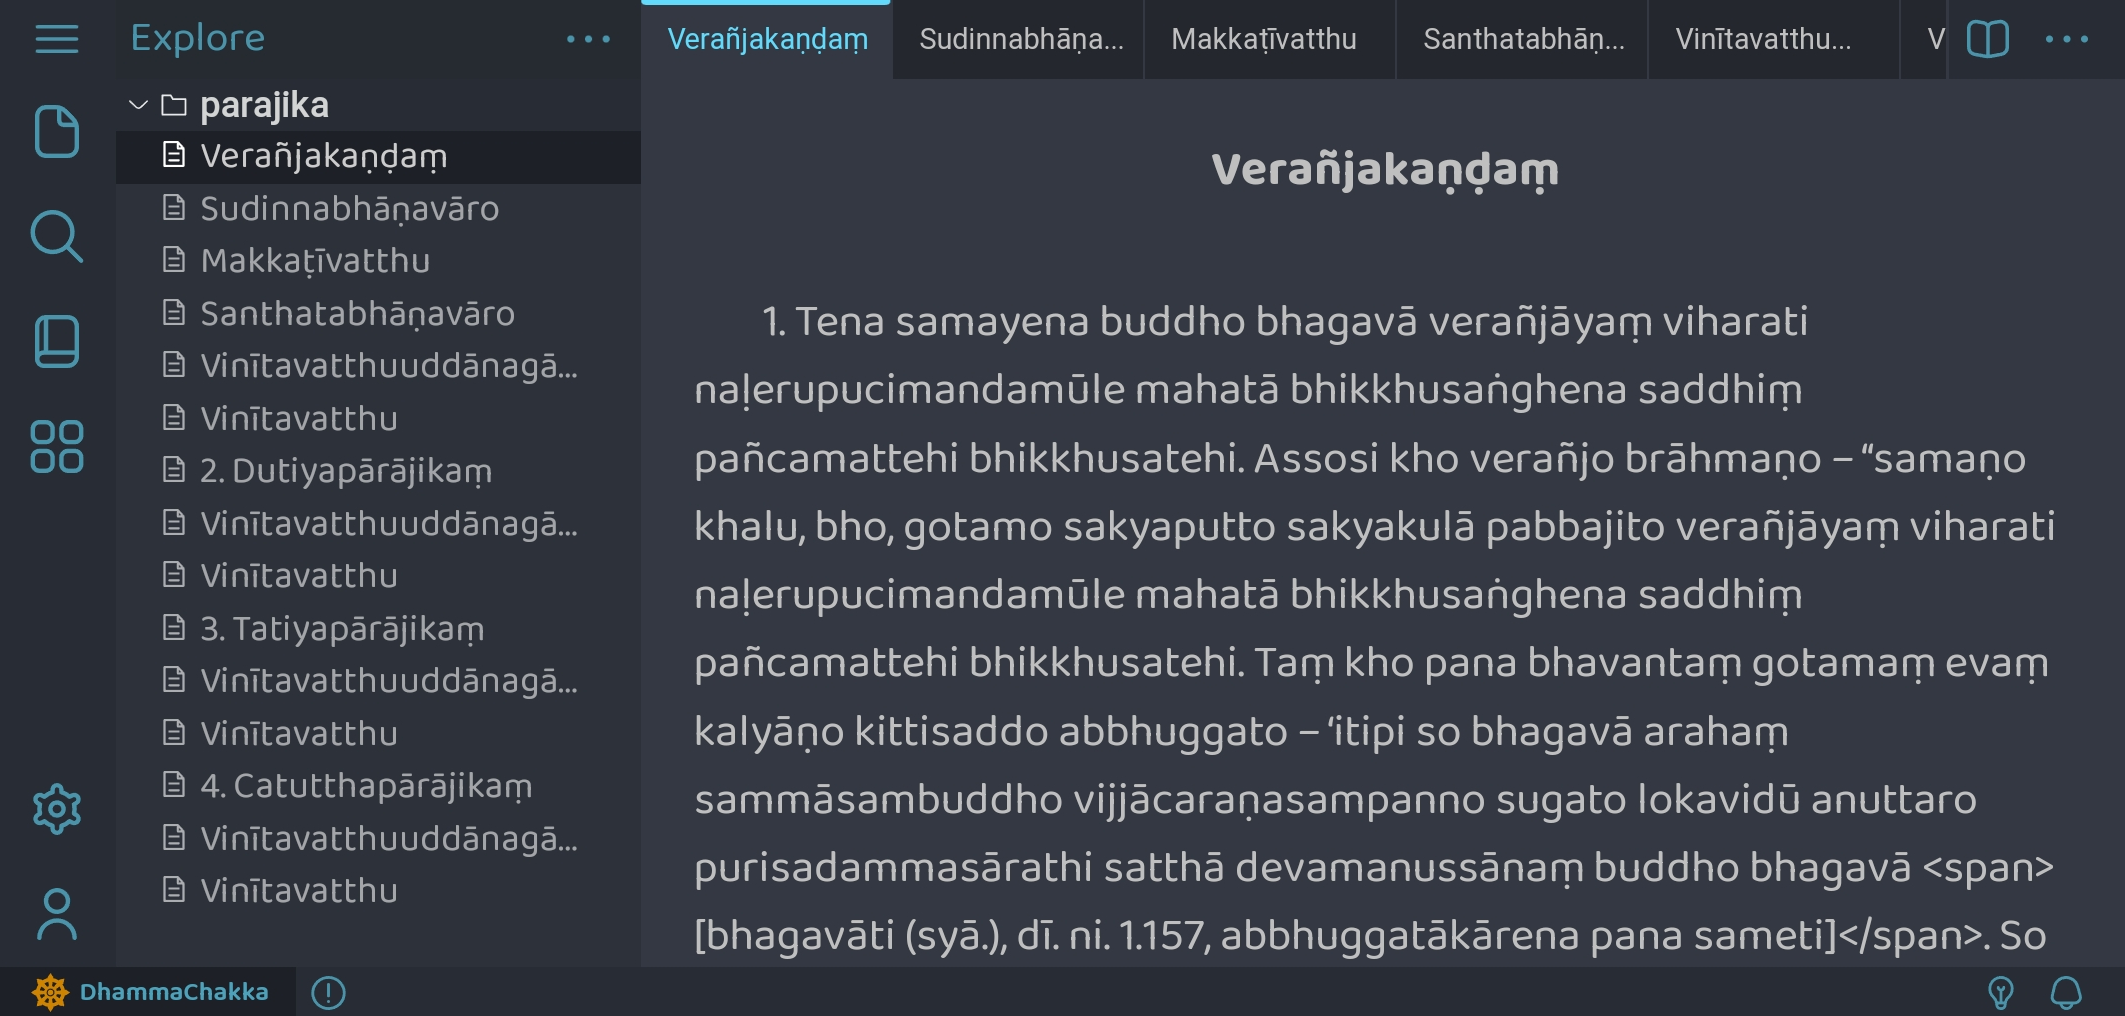 Explore
parajika
Verañjakaṇḍaṃ
Sudinnabhāṇavāro
Makkaṭīvatthu
Santhatabhāṇavāro
Vinītavatthuuddānagā...
Vinītavatthu
2. Dutiyapārājikaṃ
Vinītavatthuuddānagā...
Vinītavatthu
3. Tatiyapārājikaṃ
Vinītavatthuuddānagā...
Vinītavatthu
4. Catutthapārājikaṃ
Vinītavatthuuddānagā...
Vinītavatthu
Verañjakaṇḍaṃ
Sudinnabhāṇa...
Makkaṭīvatthu
Santhatabhāṇ...
Vinītavatthu...
V
Verañjakaṇḍaṃ
1. Tena samayena buddho bhagavā verañjāyaṃ viharati
naḷerupucimandamūle mahatā bhikkhusaṅghena saddhiṃ
pañcamattehi bhikkhusatehi. Assosi kho verañjo brāhmaṇo – “samaṇo
khalu, bho, gotamo sakyaputto sakyakulā pabbajito verañjāyaṃ viharati
naḷerupucimandamūle mahatā bhikkhusaṅghena saddhiṃ
pañcamattehi bhikkhusatehi. Taṃ kho pana bhavantaṃ gotamaṃ evaṃ
kalyāṇo kittisaddo abbhuggato – ‘itipi so bhagavā arahaṃ
sammāsambuddho vijjācaraṇasampanno sugato lokavidū anuttaro
purisadammasārathi satthā devamanussānaṃ buddho bhagavā <span>
[bhagavāti (syā.), dī. ni. 1.157, abbhuggatākārena pana sameti]</span>. So
DhammaChakka